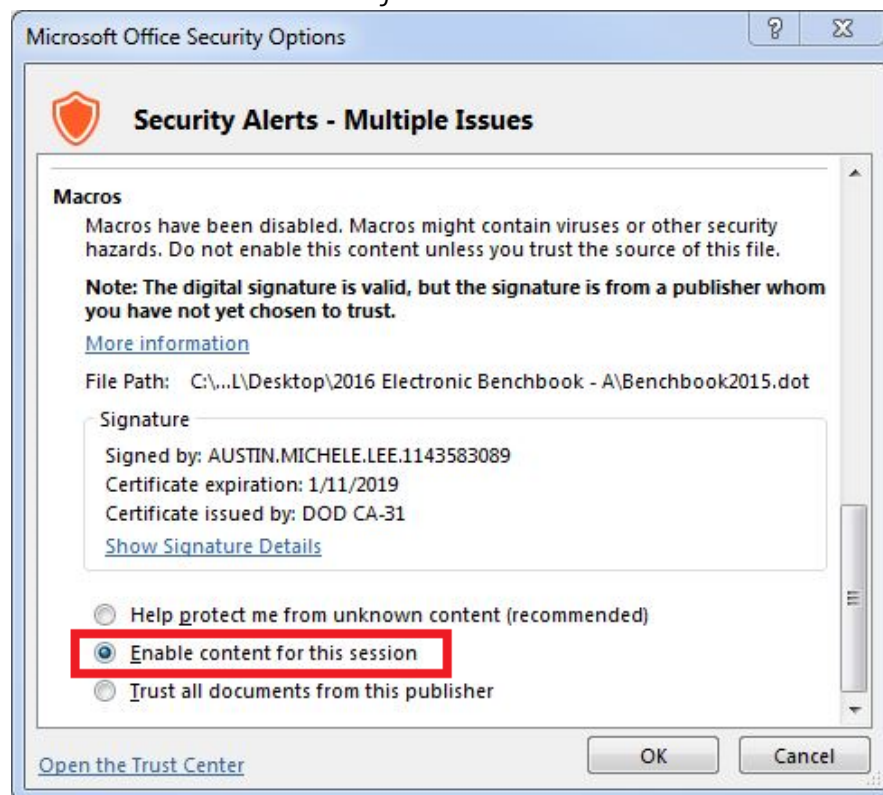 Microsoft Office Security Options
Security Alerts - Multiple Issues
Macros
Macros have been disabled. Macros might contain viruses or other security
hazards. Do not enable this content unless you trust the source of this file.
Note: The digital signature is valid, but the signature is from a publisher whom
you have not yet chosen to trust.
More information
File Path: C:\...L\Desktop\2016 Electronic Benchbook - A\Benchbook2015.dot
Signature
Signed by: AUSTIN.MICHELE.LEE.1143583089
Certificate expiration: 1/11/2019
Certificate issued by: DOD CA-31
Show Signature Details
Help protect me from unknown content (recommended)
Enable content for this session
Trust all documents from this publisher
Open the Trust Center
OK
Cancel